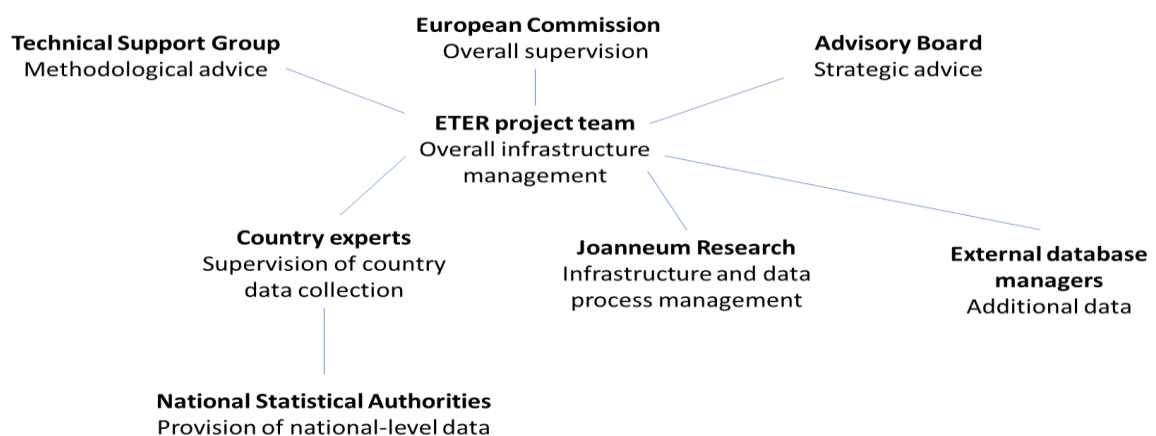 Technical Support Group
Methodological advice
European Commission
Overall supervision
Advisory Board
Strategic advice
ETER project team
Overall infrastructure
management
Country experts
Supervision of country
data collection
Joanneum Research
Infrastructure and data
process management
External database
managers
Additional data
National Statistical Authorities
Provision of national-level data